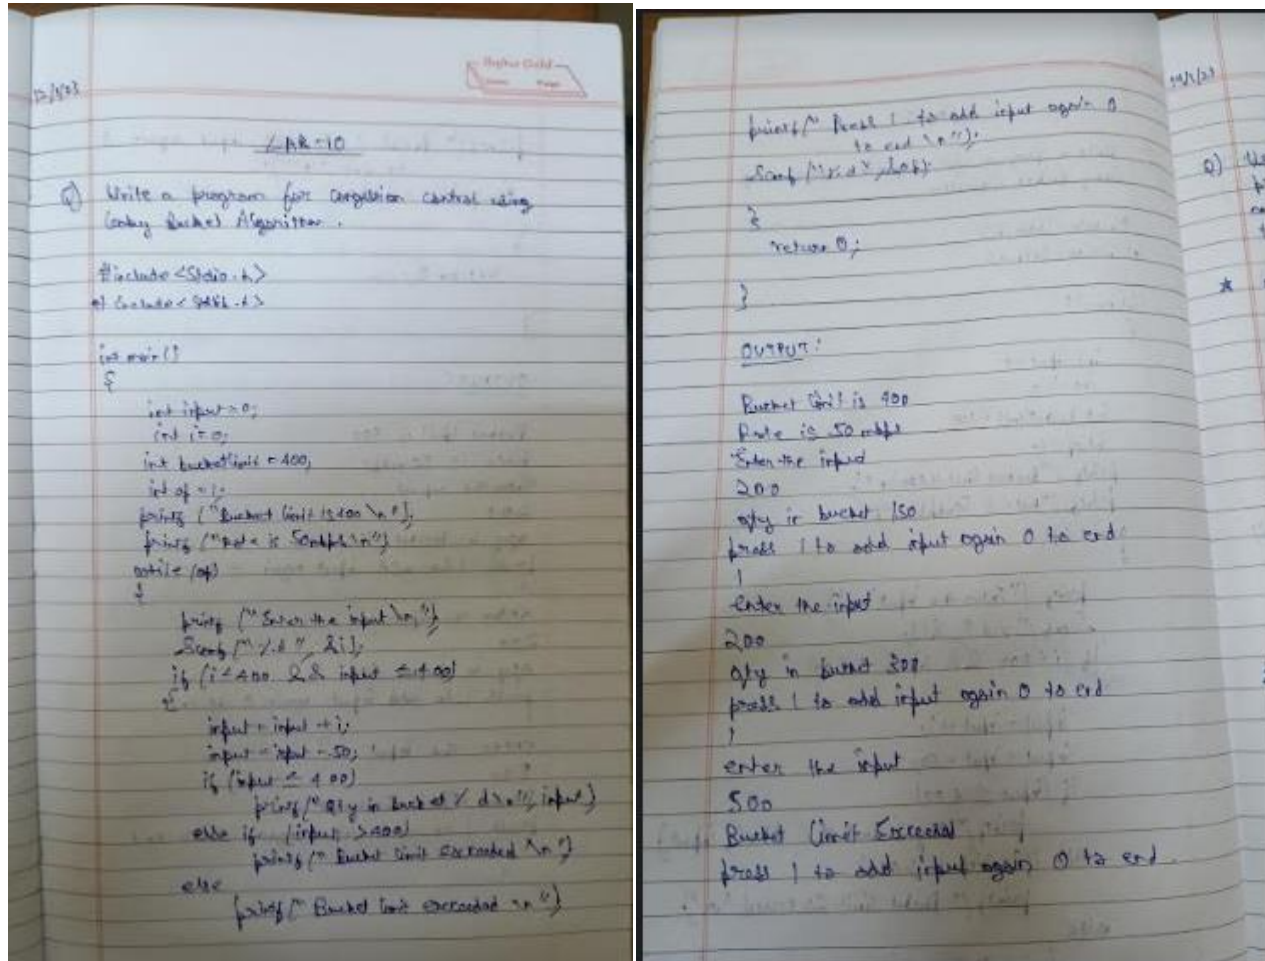 12/1/23
LAB-10
Q) Write a program for congestion control using
Leaky Bucket Algorithm.
#include <stdio.h>
#include <stdlib.h>
int main()
{
int input = 0;
int i = 0;
int bucketlimit = 400;
int op = 1;
printf ("Bucket limit is 400 \n");
printf ("Rate is 50mbps \n")
while (op)
{
printf ("Enter the input \n");
Scanf ("%d", &i);
if (i ≤ 400 && input ≤ 400)
{
input = input + i;
input = input - 50;
if (input ≤ 400)
printf ("Qty in bucket %d \n", input)
else if (input > 400)
printf (" Bucket limit exceeded \n")
else
printf (" Bucket limit exceeded \n")
printf (" Press 1 to add input again 0
to end \n");
Scanf ("%d", &op);
}
return 0;
}
OUTPUT:
Bucket limit is 400
Rate is 50 mbps
Enter the input
200
qty in bucket 150
press 1 to add input again 0 to end
1
enter the input
200
qty in bucket 300
press 1 to add input again 0 to end
1
enter the input
500
Bucket limit Exceeded
press 1 to add input again 0 to end.
19/1/23
Q)